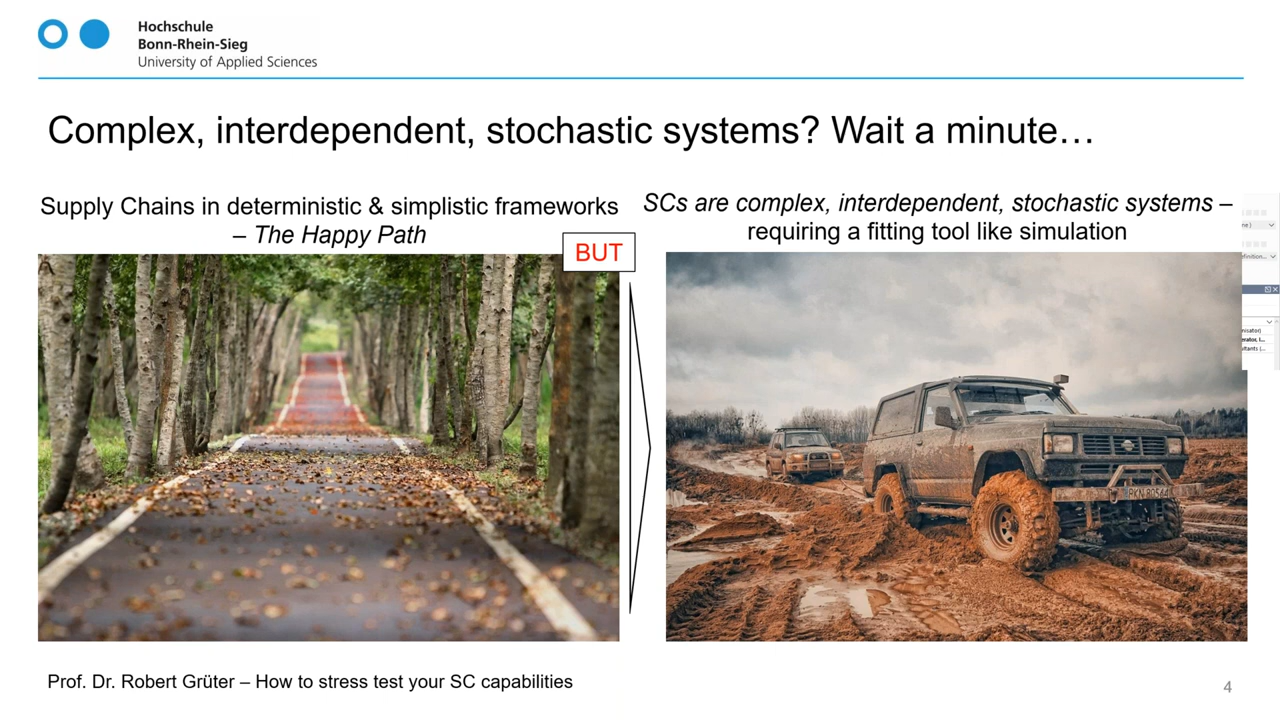 Hochschule
Bonn-Rhein-Sieg
University of Applied Sciences
Complex, interdependent, stochastic systems? Wait a minute…
Supply Chains in deterministic & simplistic frameworks
– The Happy Path
BUT
SCs are complex, interdependent, stochastic systems –
requiring a fitting tool like simulation
Prof. Dr. Robert Grüter – How to stress test your SC capabilities
4